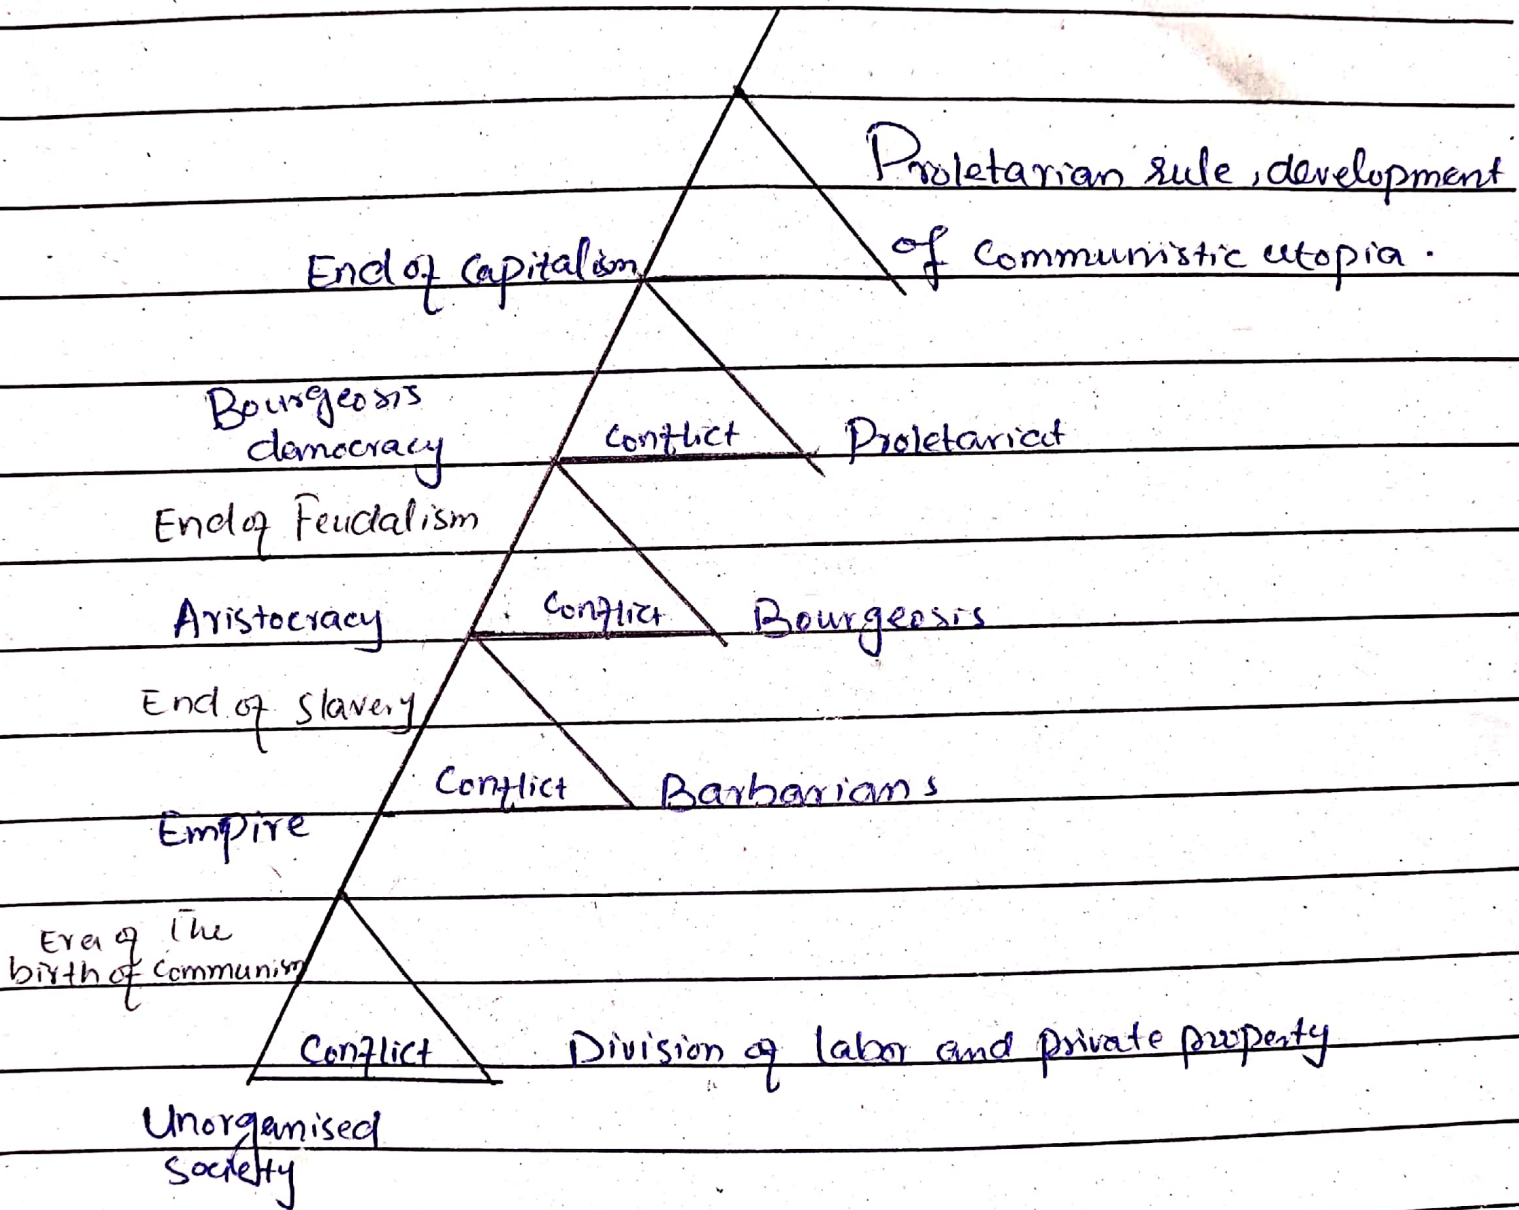 Proletarian rule, development
of Communistic utopia.
End of Capitalism
Bourgeosis
democracy
Conflict
Proletariat
End of Feudalism
Aristocracy
Conflict
Bourgeosis
End of Slavery
Conflict
Barbarians
Empire
Era of The
birth of Communism
Conflict
Division of labor and private property
Unorganised
Society